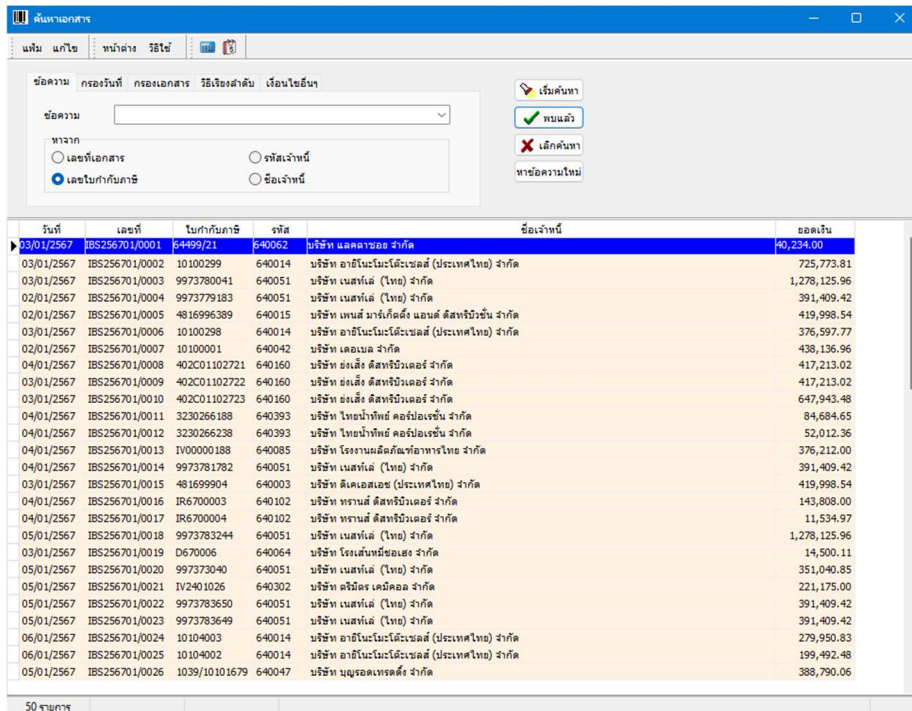 ค้นหาเอกสาร
แฟ้ม แก้ไข หน้าต่าง วิธีใช้
ข้อความ กรองวันที่ กรองเอกสาร วิธีเรียงลำดับ เงื่อนไขอื่นๆ
ข้อความ
หาจาก
เลขที่เอกสาร รหัสเจ้าหนี้
เลขใบกำกับภาษี ชื่อเจ้าหนี้
เริ่มค้นหา
พบแล้ว
เลิกค้นหา
หาข้อความใหม่
วันที่ เลขที่ ใบกำกับภาษี รหัส ชื่อเจ้าหนี้ ยอดเงิน
03/01/2567 IBS256701/0001 64499/21 640062 บริษัท แลคตาซอย จำกัด 40,234.00
03/01/2567 IBS256701/0002 10100299 640014 บริษัท อายิโนะโมะโต๊ะเซลส์ (ประเทศไทย) จำกัด 725,773.81
03/01/2567 IBS256701/0003 9973780041 640051 บริษัท เนสท์เล่ (ไทย) จำกัด 1,278,125.96
02/01/2567 IBS256701/0004 9973779183 640051 บริษัท เนสท์เล่ (ไทย) จำกัด 391,409.42
02/01/2567 IBS256701/0005 4816996389 640015 บริษัท เพนส์ มาร์เก็ตติ้ง แอนด์ ดิสทริบิวชั่น จำกัด 419,998.54
03/01/2567 IBS256701/0006 10100298 640014 บริษัท อายิโนะโมะโต๊ะเซลส์ (ประเทศไทย) จำกัด 376,597.77
02/01/2567 IBS256701/0007 10100001 640042 บริษัท เดอเบล จำกัด 438,136.96
04/01/2567 IBS256701/0008 402C01102721 640160 บริษัท ย่งเส็ง ดิสทริบิวเตอร์ จำกัด 417,213.02
03/01/2567 IBS256701/0009 402C01102722 640160 บริษัท ย่งเส็ง ดิสทริบิวเตอร์ จำกัด 417,213.02
03/01/2567 IBS256701/0010 402C01102723 640160 บริษัท ย่งเส็ง ดิสทริบิวเตอร์ จำกัด 647,943.48
04/01/2567 IBS256701/0011 3230266188 640393 บริษัท ไทยน้ำทิพย์ คอร์ปอเรชั่น จำกัด 84,684.65
04/01/2567 IBS256701/0012 3230266238 640393 บริษัท ไทยน้ำทิพย์ คอร์ปอเรชั่น จำกัด 52,012.36
04/01/2567 IBS256701/0013 IV00000188 640085 บริษัท โรงงานผลิตภัณฑ์อาหารไทย จำกัด 376,212.00
04/01/2567 IBS256701/0014 9973781782 640051 บริษัท เนสท์เล่ (ไทย) จำกัด 391,409.42
03/01/2567 IBS256701/0015 481699904 640003 บริษัท ดีเคเอสเอช (ประเทศไทย) จำกัด 419,998.54
04/01/2567 IBS256701/0016 IR6700003 640102 บริษัท ทรานส์ ดิสทริบิวเตอร์ จำกัด 143,808.00
04/01/2567 IBS256701/0017 IR6700004 640102 บริษัท ทรานส์ ดิสทริบิวเตอร์ จำกัด 11,534.97
05/01/2567 IBS256701/0018 9973783244 640051 บริษัท เนสท์เล่ (ไทย) จำกัด 1,278,125.96
03/01/2567 IBS256701/0019 D670006 640064 บริษัท โรงเส้นหมี่ชอเฮง จำกัด 14,500.11
05/01/2567 IBS256701/0020 997373040 640051 บริษัท เนสท์เล่ (ไทย) จำกัด 351,040.85
05/01/2567 IBS256701/0021 IV2401026 640302 บริษัท ตรีมิตร เคมิคอล จำกัด 221,175.00
05/01/2567 IBS256701/0022 9973783650 640051 บริษัท เนสท์เล่ (ไทย) จำกัด 391,409.42
05/01/2567 IBS256701/0023 9973783649 640051 บริษัท เนสท์เล่ (ไทย) จำกัด 391,409.42
06/01/2567 IBS256701/0024 10104003 640014 บริษัท อายิโนะโมะโต๊ะเซลส์ (ประเทศไทย) จำกัด 279,950.83
06/01/2567 IBS256701/0025 10104002 640014 บริษัท อายิโนะโมะโต๊ะเซลส์ (ประเทศไทย) จำกัด 199,492.48
05/01/2567 IBS256701/0026 1039/10101679 640047 บริษัท บุญรอดเทรดดิ้ง จำกัด 388,790.06
50 รายการ